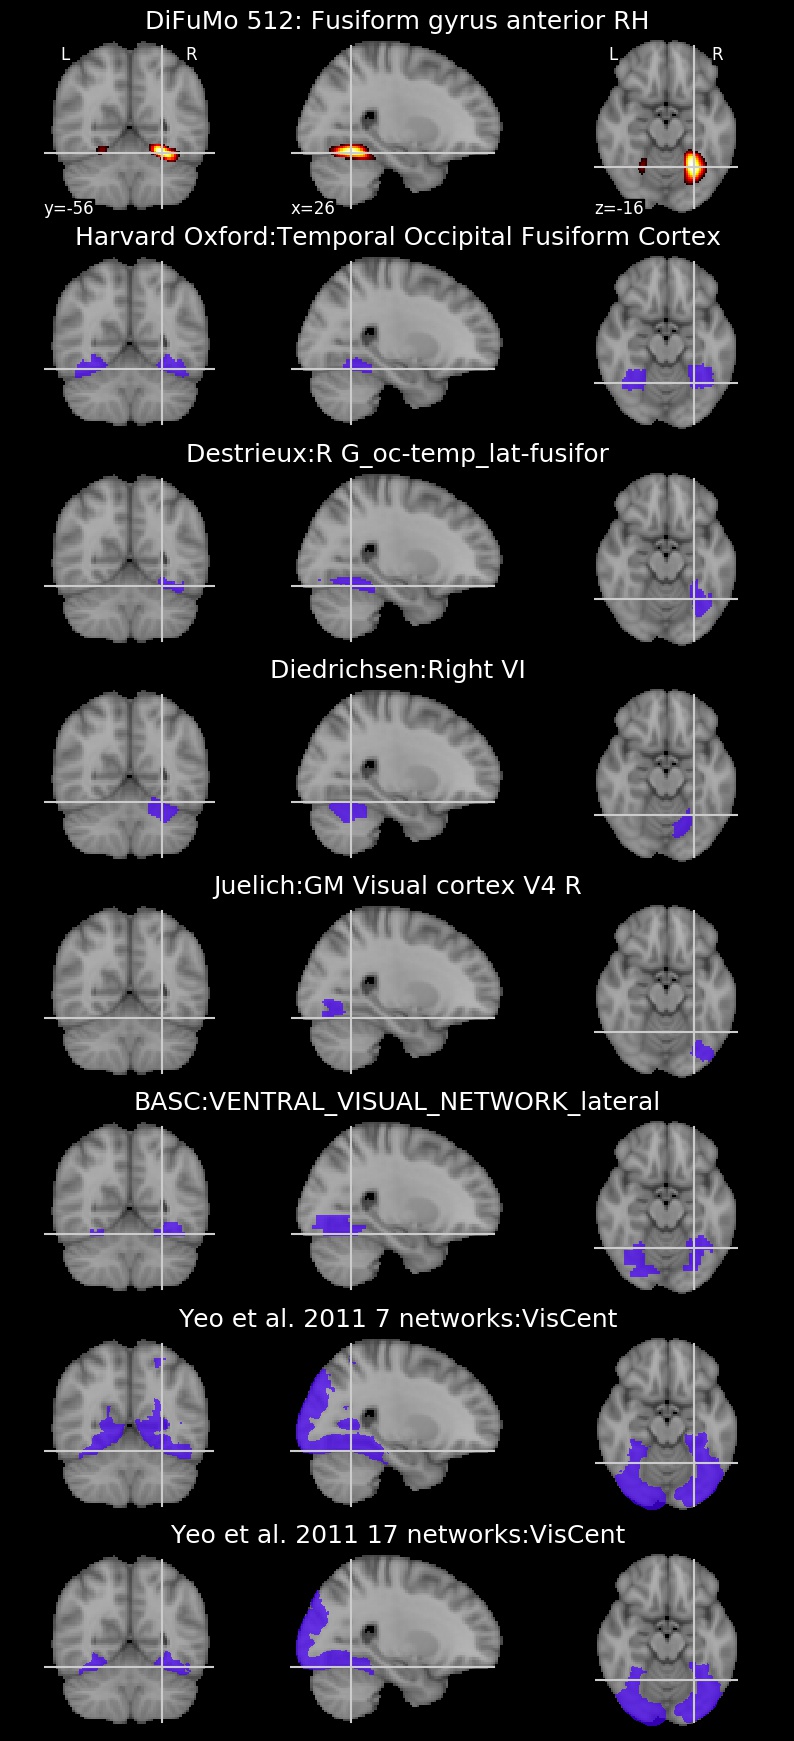 DiFuMo 512: Fusiform gyrus anterior RH
L R L R
y=-56 x=26 z=-16
Harvard Oxford:Temporal Occipital Fusiform Cortex
Destrieux:R G_oc-temp_lat-fusifor
Diedrichsen:Right VI
Juelich:GM Visual cortex V4 R
BASC:VENTRAL_VISUAL_NETWORK_lateral
Yeo et al. 2011 7 networks:VisCent
Yeo et al. 2011 17 networks:VisCent